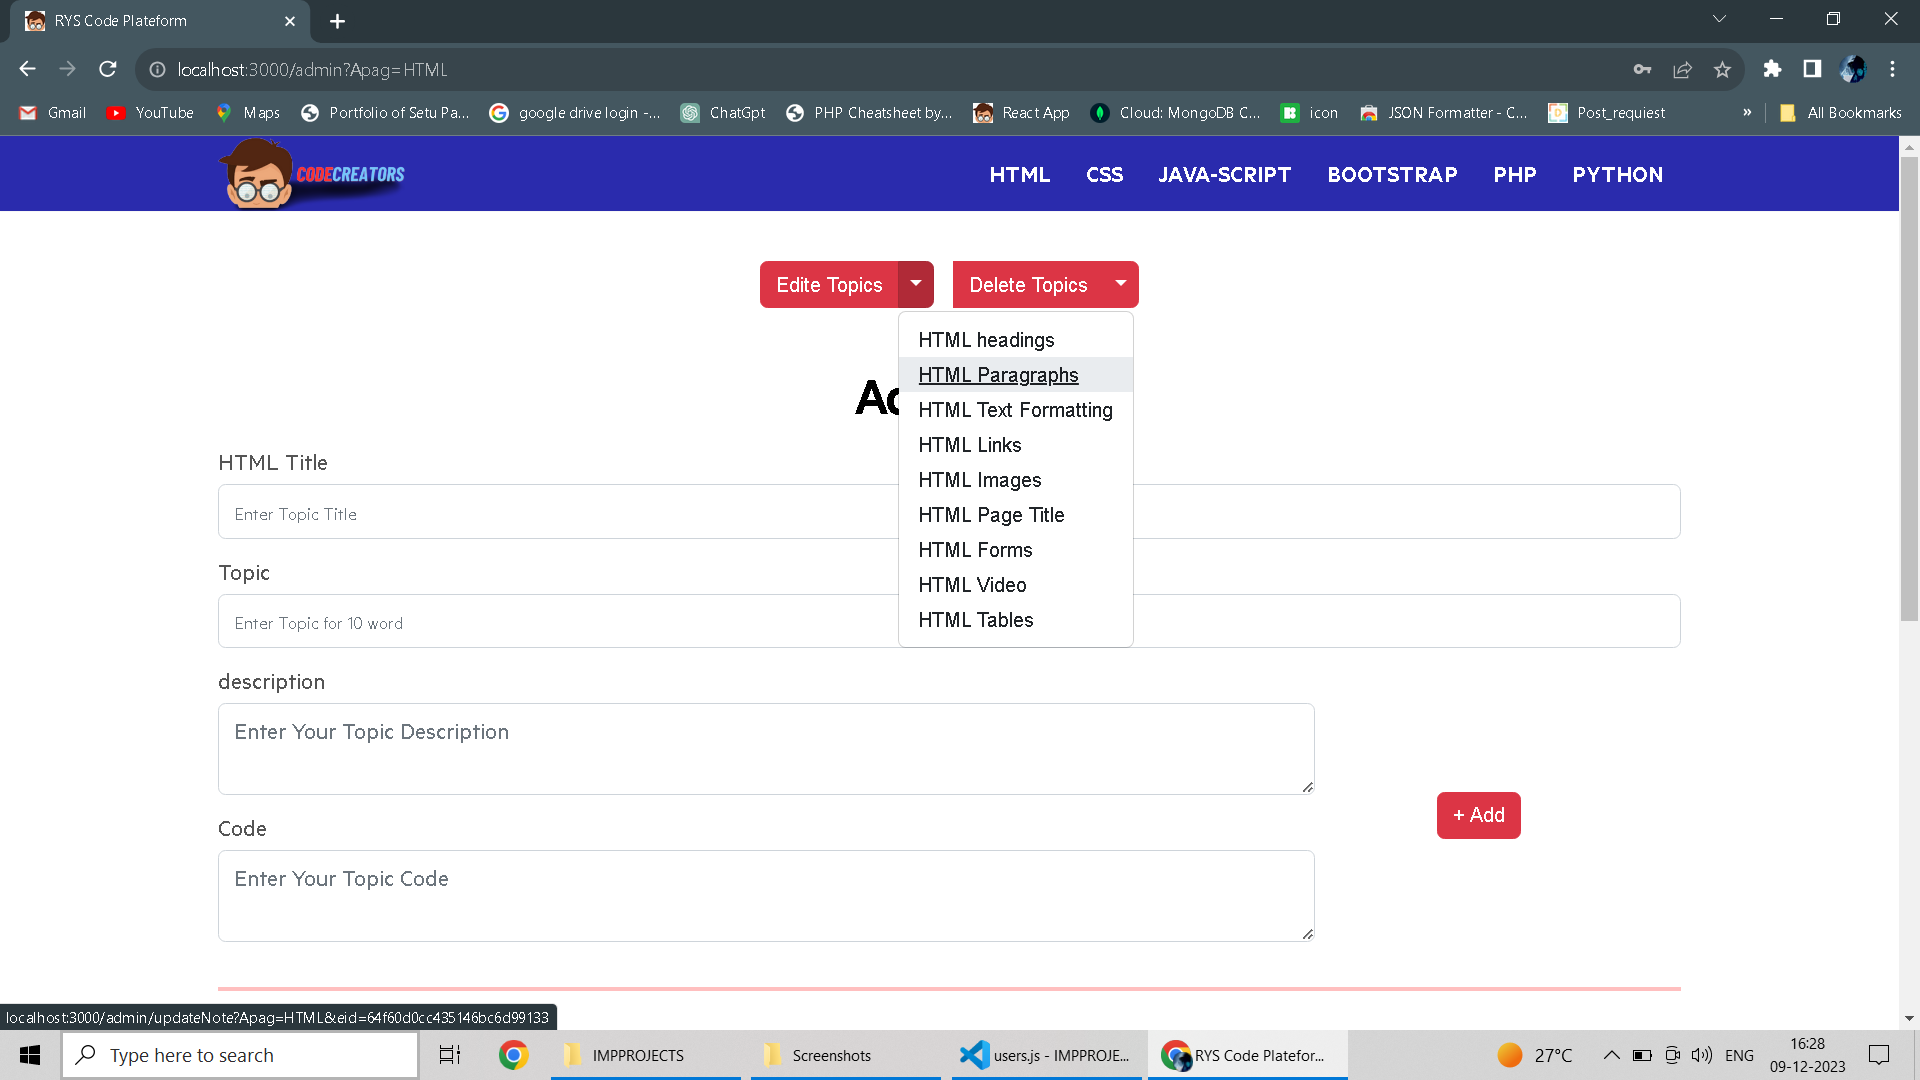 RYS Code Plateform
localhost:3000/admin?Apag=HTML
Gmail YouTube Maps Portfolio of Setu Pa... google drive login -... ChatGpt PHP Cheatsheet by... React App Cloud: MongoDB C... icon JSON Formatter - C... Post_requiest » All Bookmarks
CODECREATORS HTML CSS JAVA-SCRIPT BOOTSTRAP PHP PYTHON
Edite Topics Delete Topics
HTML headings
HTML Paragraphs
HTML Text Formatting
HTML Links
HTML Images
HTML Page Title
HTML Forms
HTML Video
HTML Tables
HTML Title
Enter Topic Title
Topic
Enter Topic for 10 word
description
Enter Your Topic Description
+ Add
Code
Enter Your Topic Code
localhost:3000/admin/updateNote?Apag=HTML&eid=64f60d0cc435146bc6d99133
Type here to search IMPPROJECTS Screenshots users.js - IMPPROJE... RYS Code Platefor... 27°C ENG 16:28
09-12-2023